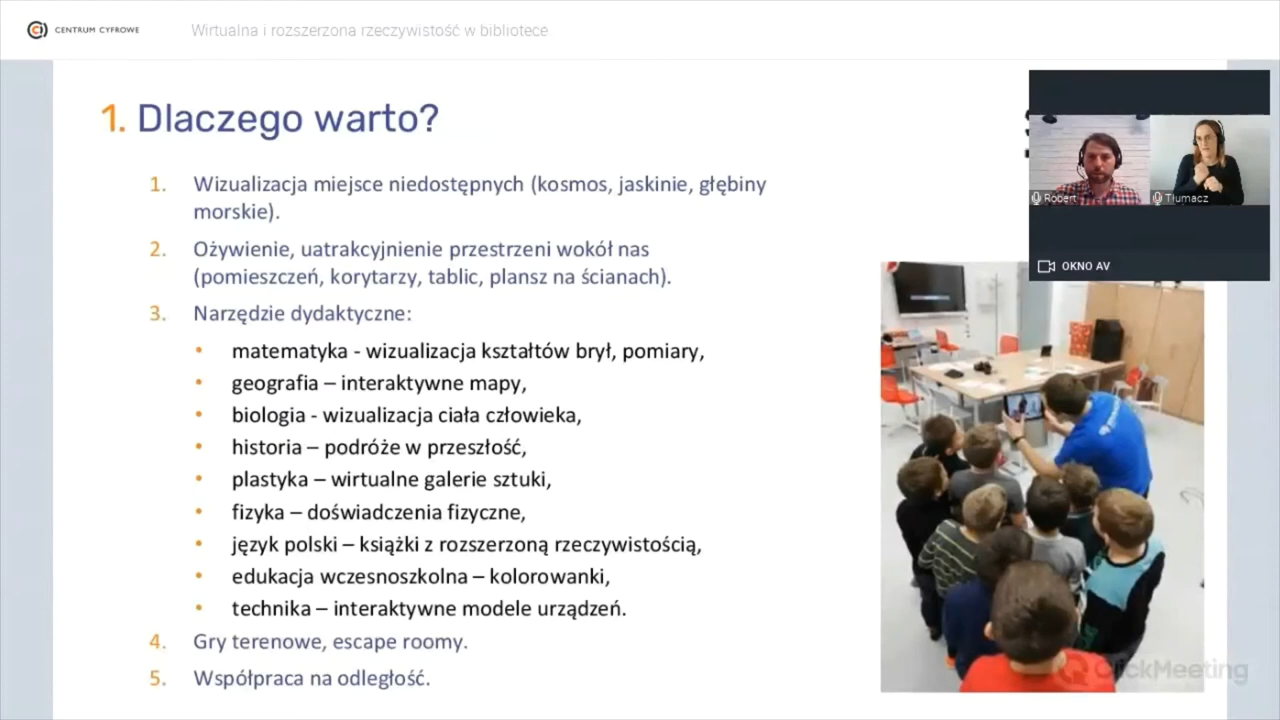 CENTRUM CYFROWE
Wirtualna i rozszerzona rzeczywistość w bibliotece
1. Dlaczego warto?
1. Wizualizacja miejsce niedostępnych (kosmos, jaskinie, głębiny
morskie).
2. Ożywienie, uatrakcyjnienie przestrzeni wokół nas
(pomieszczeń, korytarzy, tablic, plansz na ścianach).
3. Narzędzie dydaktyczne:
• matematyka - wizualizacja kształtów brył, pomiary,
• geografia – interaktywne mapy,
• biologia - wizualizacja ciała człowieka,
• historia – podróże w przeszłość,
• plastyka – wirtualne galerie sztuki,
• fizyka – doświadczenia fizyczne,
• język polski – książki z rozszerzoną rzeczywistością,
• edukacja wczesnoszkolna – kolorowanki,
• technika – interaktywne modele urządzeń.
4. Gry terenowe, escape roomy.
5. Współpraca na odległość.
Robert
Tłumacz
OKNO AV
ClickMeeting